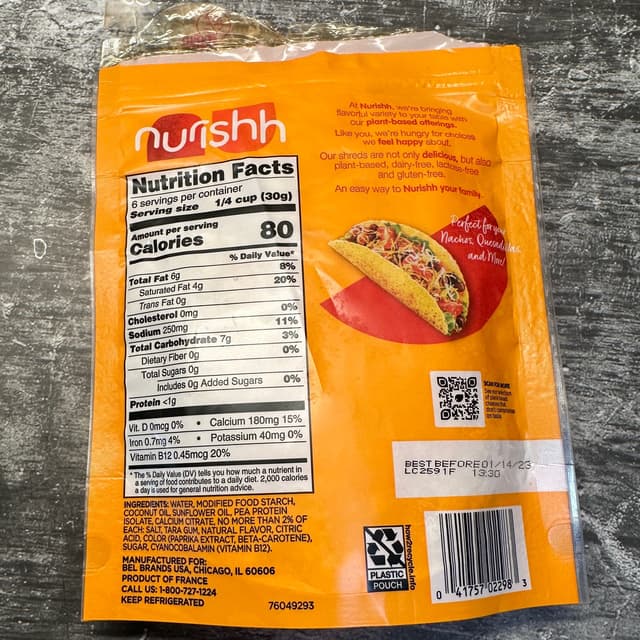 nurishh
At Nurishh, we're bringing
flavorful variety to your table with
our plant-based offerings.
Like you, we're hungry for choices
we feel happy about.
Our shreds are not only delicious, but also
plant-based, dairy-free, lactose-free
and gluten-free.
An easy way to Nurishh your family.
Nutrition Facts
6 servings per container
Serving size 1/4 cup (30g)
Amount per serving
Calories 80
% Daily Value*
Total Fat 6g 8%
Saturated Fat 4g 20%
Trans Fat 0g
Cholesterol 0mg 0%
Sodium 250mg 11%
Total Carbohydrate 7g 3%
Dietary Fiber 0g 0%
Total Sugars 0g
Includes 0g Added Sugars 0%
Protein <1g
Vit. D 0mcg 0% • Calcium 180mg 15%
Iron 0.7mg 4% • Potassium 40mg 0%
Vitamin B12 0.45mcg 20%
*The % Daily Value (DV) tells you how much a nutrient in
a serving of food contributes to a daily diet. 2,000 calories
a day is used for general nutrition advice.
Perfect for your
Nachos, Quesadillas
and More!
SCAN FOR MORE
BEST BEFORE 01/14/23
LC2591F 13:30
INGREDIENTS: WATER, MODIFIED FOOD STARCH,
COCONUT OIL, SUNFLOWER OIL, PEA PROTEIN
ISOLATE, CALCIUM CITRATE, NO MORE THAN 2% OF
EACH: SALT, TARA GUM, NATURAL FLAVOR, CITRIC
ACID, COLOR (PAPRIKA EXTRACT, BETA-CAROTENE),
SUGAR, CYANOCOBALAMIN (VITAMIN B12).
MANUFACTURED FOR:
BEL BRANDS USA, CHICAGO, IL 60606
PRODUCT OF FRANCE
CALL US: 1-800-727-1224
KEEP REFRIGERATED
76049293
PLASTIC
POUCH
how2recycle.info
0 41757 02298 3